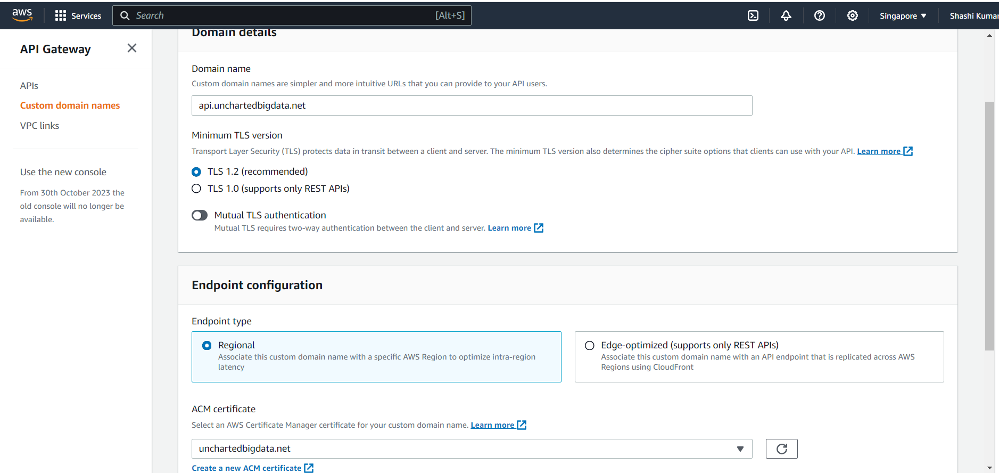 aws
Services
Search
[Alt+S]
Singapore
Shashi Kumar
API Gateway
APIs
Custom domain names
VPC links
Use the new console
From 30th October 2023 the
old console will no longer be
available.
Domain details
Domain name
Custom domain names are simpler and more intuitive URLs that you can provide to your API users.
api.unchartedbigdata.net
Minimum TLS version
Transport Layer Security (TLS) protects data in transit between a client and server. The minimum TLS version also determines the cipher suite options that clients can use with your API. Learn more
TLS 1.2 (recommended)
TLS 1.0 (supports only REST APIs)
Mutual TLS authentication
Mutual TLS requires two-way authentication between the client and server. Learn more
Endpoint configuration
Endpoint type
Regional
Associate this custom domain name with a specific AWS Region to optimize intra-region
latency
Edge-optimized (supports only REST APIs)
Associate this custom domain name with an API endpoint that is replicated across AWS
Regions using CloudFront
ACM certificate
Select an AWS Certificate Manager certificate for your custom domain name. Learn more
unchartedbigdata.net
Create a new ACM certificate